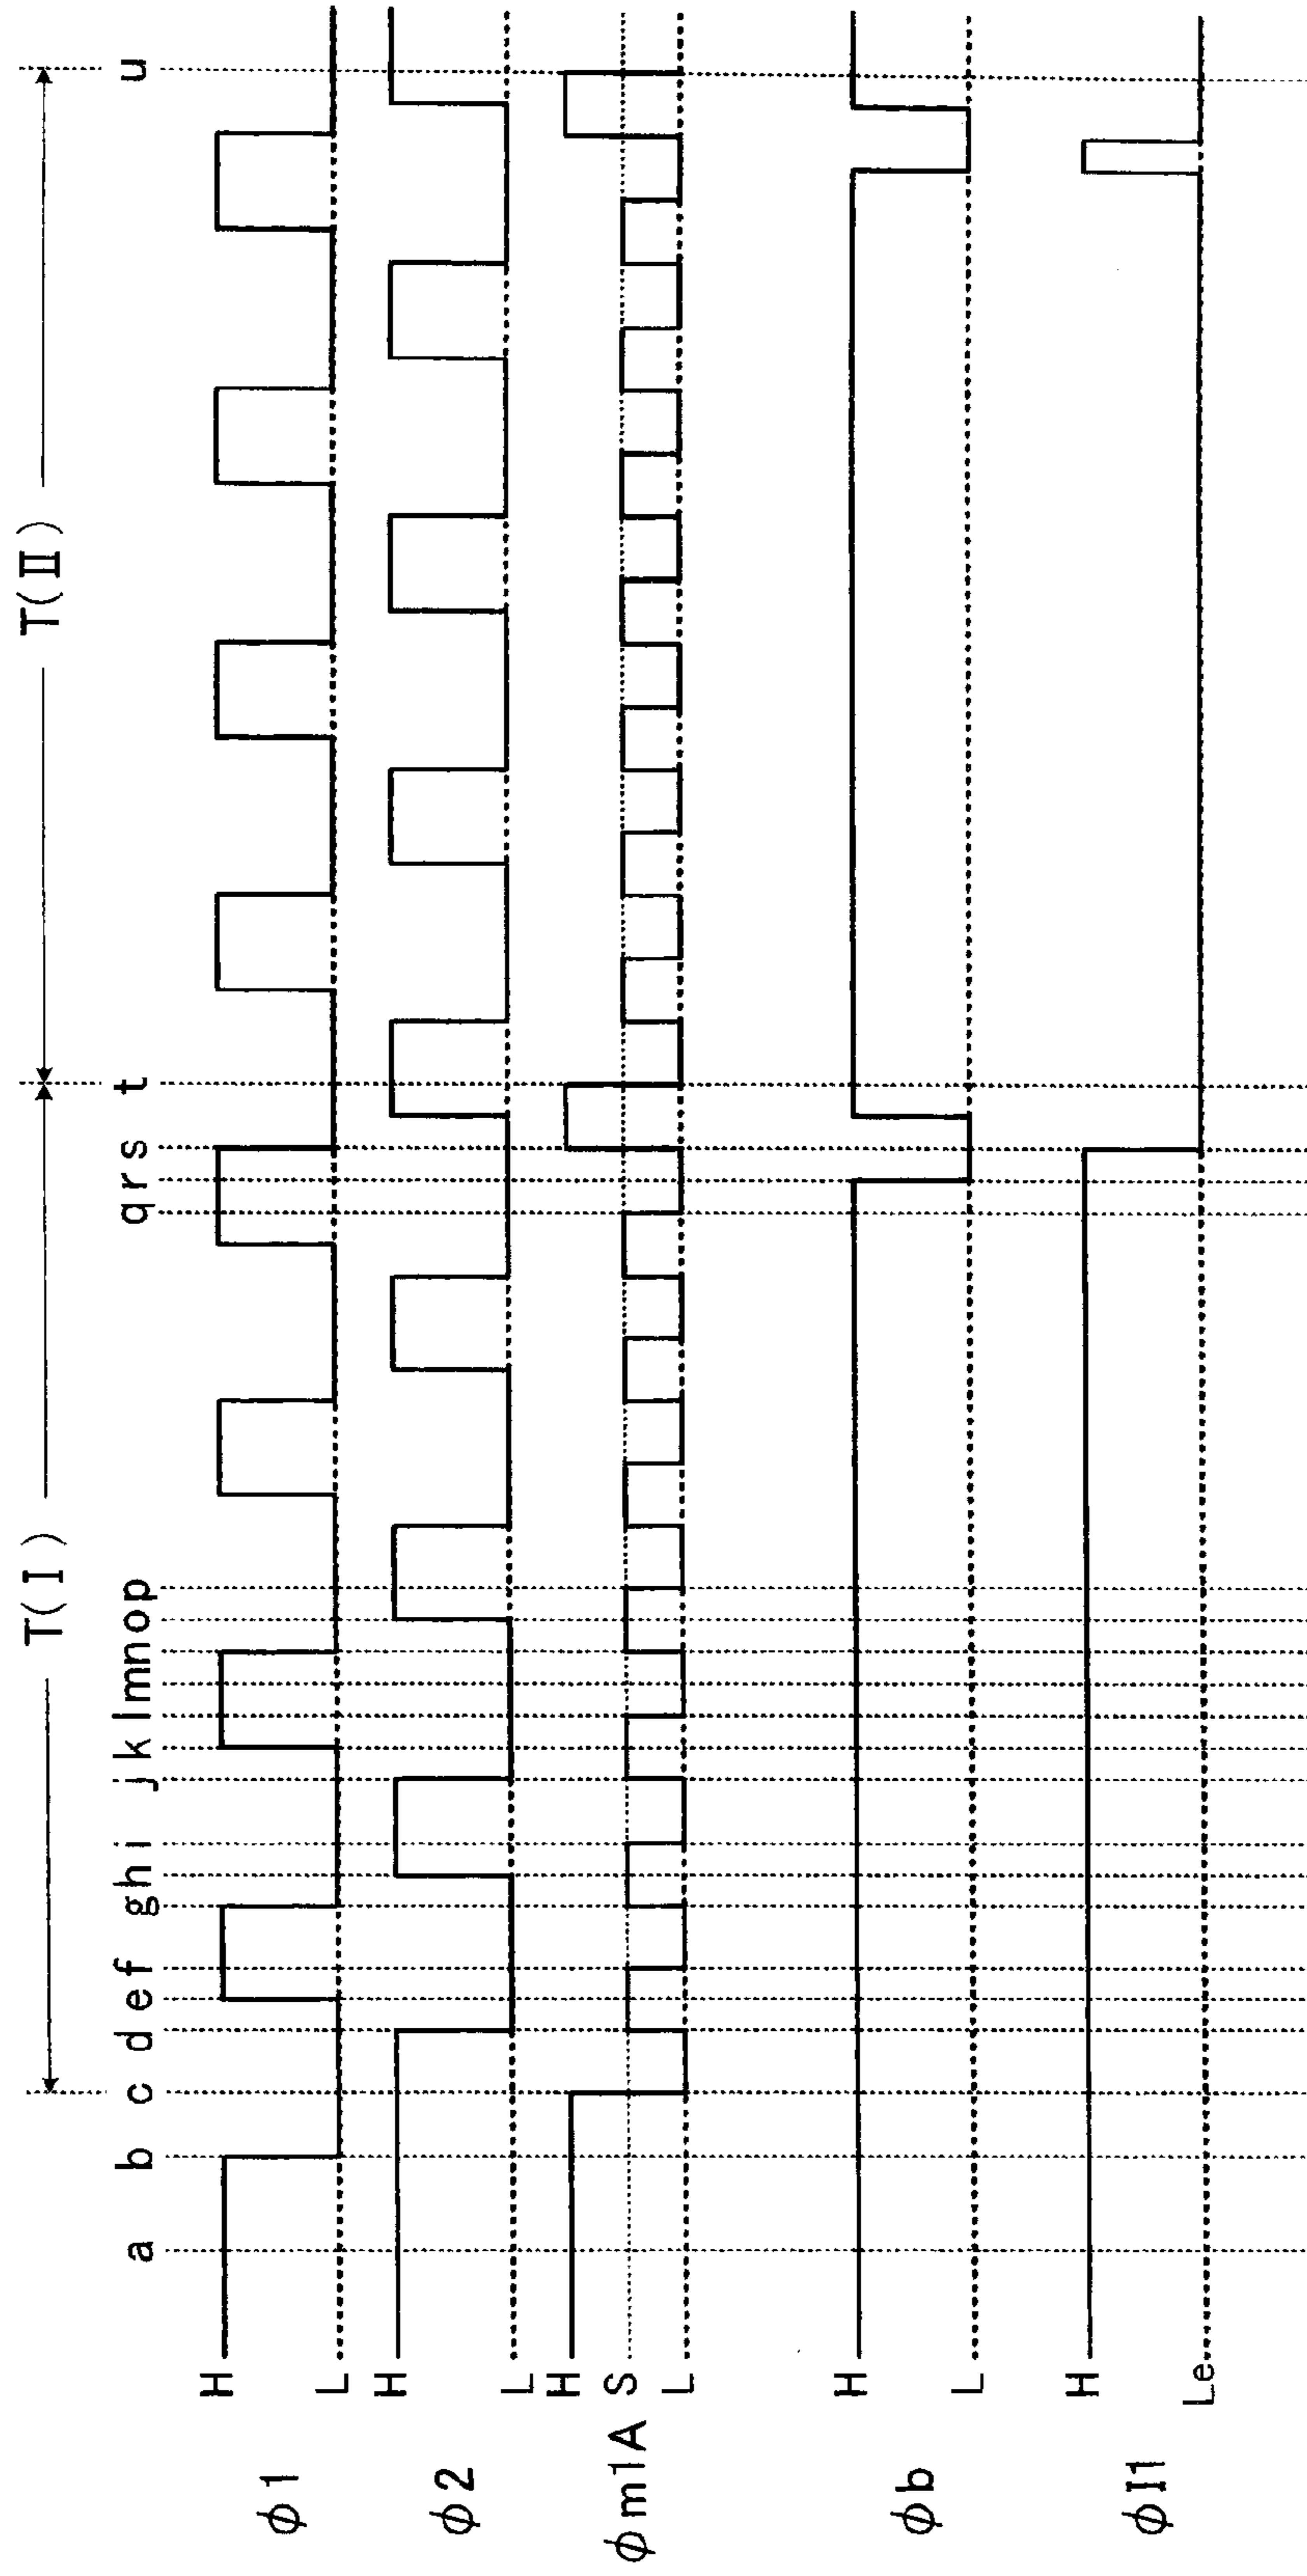 T(I) T(II)
a b c d e f g h i j k l m n o p q r s t u
H
φ1
L
H
φ2
L
H
S
φm1A
L
H
φb
L
H
φI1
Le